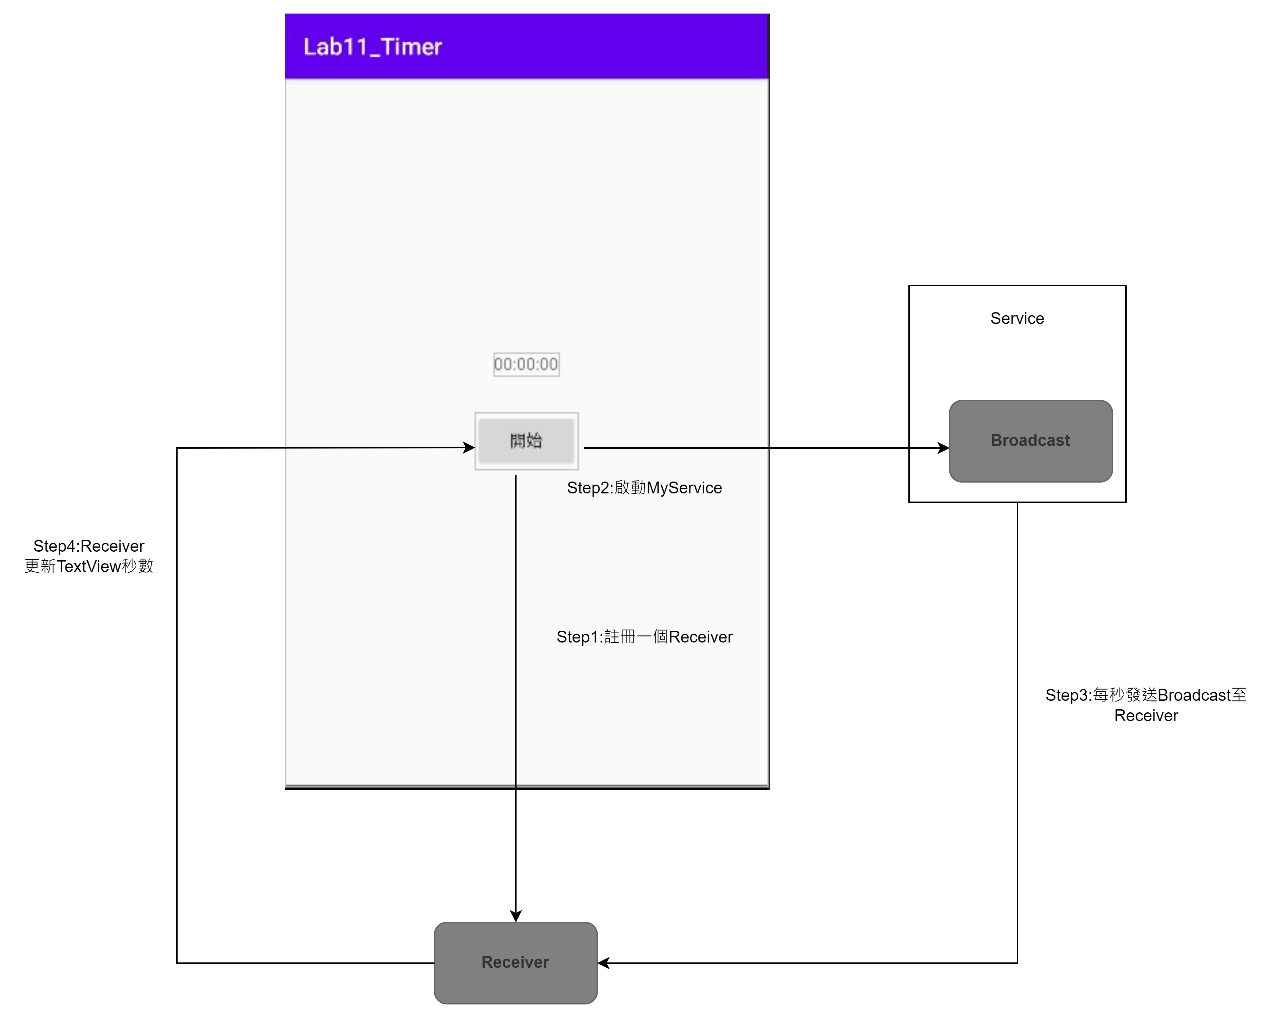 Lab11_Timer
Service
00:00:00
Broadcast
開始
Step2:啟動MyService
Step4:Receiver
更新TextView秒數
Step1:註冊一個Receiver
Step3:每秒發送Broadcast至
Receiver
Receiver